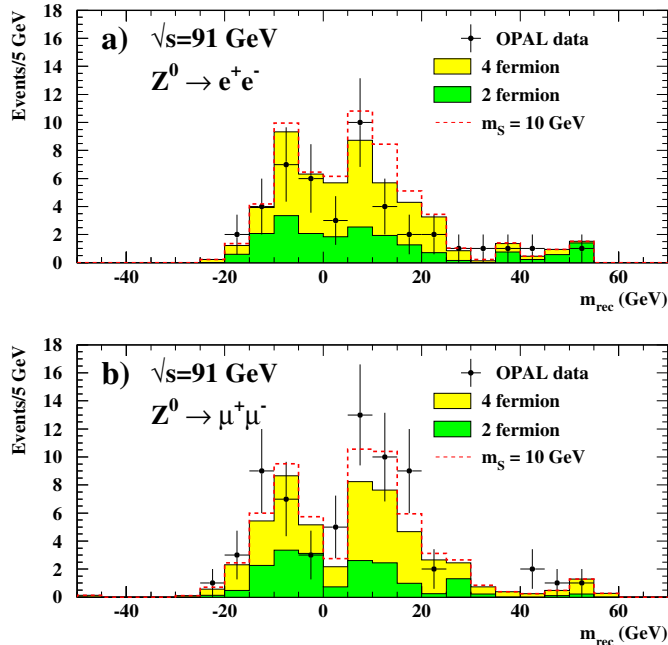 Events/5 GeV
18
16
14
12
10
8
6
4
2
0
a)
√s=91 GeV
Z⁰ → e⁺e⁻
OPAL data
4 fermion
2 fermion
m_S = 10 GeV
-40 -20 0 20 40 60
m_rec (GeV)
Events/5 GeV
18
16
14
12
10
8
6
4
2
0
b)
√s=91 GeV
Z⁰ → μ⁺μ⁻
OPAL data
4 fermion
2 fermion
m_S = 10 GeV
-40 -20 0 20 40 60
m_rec (GeV)